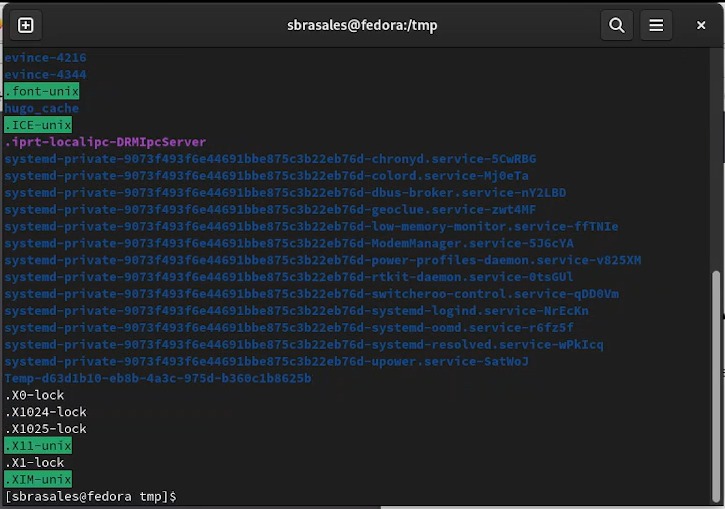 sbrasales@fedora:/tmp
evince-4216
evince-4344
.font-unix
hugo_cache
.ICE-unix
.iprt-localipc-DRMIpcServer
systemd-private-9073f493f6e44691bbe875c3b22eb76d-chronyd.service-5CwRBG
systemd-private-9073f493f6e44691bbe875c3b22eb76d-colord.service-Mj0eTa
systemd-private-9073f493f6e44691bbe875c3b22eb76d-dbus-broker.service-nY2LBD
systemd-private-9073f493f6e44691bbe875c3b22eb76d-geoclue.service-zwt4MF
systemd-private-9073f493f6e44691bbe875c3b22eb76d-low-memory-monitor.service-ffTNIe
systemd-private-9073f493f6e44691bbe875c3b22eb76d-ModemManager.service-5J6cYA
systemd-private-9073f493f6e44691bbe875c3b22eb76d-power-profiles-daemon.service-v825XM
systemd-private-9073f493f6e44691bbe875c3b22eb76d-rtkit-daemon.service-0tsGUl
systemd-private-9073f493f6e44691bbe875c3b22eb76d-switcheroo-control.service-qDD0Vm
systemd-private-9073f493f6e44691bbe875c3b22eb76d-systemd-logind.service-NrEcKn
systemd-private-9073f493f6e44691bbe875c3b22eb76d-systemd-oomd.service-r6fz5f
systemd-private-9073f493f6e44691bbe875c3b22eb76d-systemd-resolved.service-wPkIcq
systemd-private-9073f493f6e44691bbe875c3b22eb76d-upower.service-SatWoJ
Temp-d63d1b10-eb8b-4a3c-975d-b360c1b8625b
.X0-lock
.X1024-lock
.X1025-lock
.X11-unix
.X1-lock
.XIM-unix
[sbrasales@fedora tmp]$